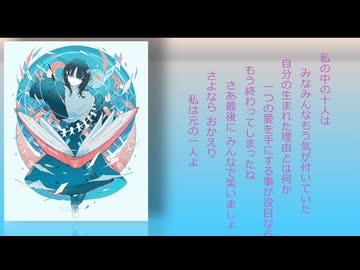 私の中の十人は
みなみんなもう気が付いていた
自分の生まれた理由とは何か
一つの愛を手にする事が役目なら
もう終わってしまったね
さあ最後に みんなで笑いましょ
さよなら おかえり
私は元の一人よ